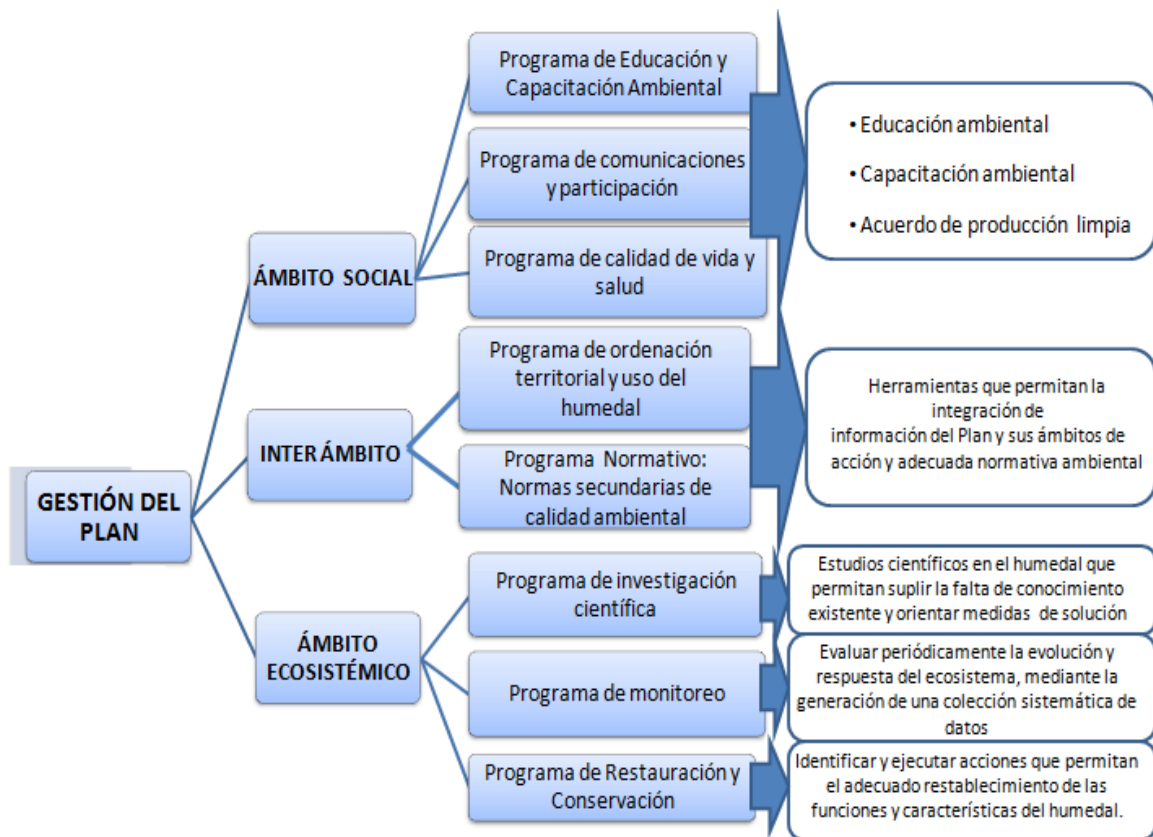 GESTIÓN DEL
PLAN
ÁMBITO SOCIAL
Programa de Educación y
Capacitación Ambiental
Programa de comunicaciones
y participación
Programa de calidad de vida y
salud
• Educación ambiental
• Capacitación ambiental
• Acuerdo de producción limpia
INTER ÁMBITO
Programa de ordenación
territorial y uso del
humedal
Programa Normativo:
Normas secundarias de
calidad ambiental
Herramientas que permitan la
integración de
información del Plan y sus ámbitos de
acción y adecuada normativa ambiental
ÁMBITO
ECOSISTÉMICO
Programa de investigación
científica
Estudios científicos en el humedal que
permitan suplir la falta de conocimiento
existente y orientar medidas de solución
Programa de monitoreo
Evaluar periódicamente la evolución y
respuesta del ecosistema, mediante la
generación de una colección sistemática de
datos
Programa de Restauración y
Conservación
Identificar y ejecutar acciones que permitan
el adecuado restablecimiento de las
funciones y características del humedal.